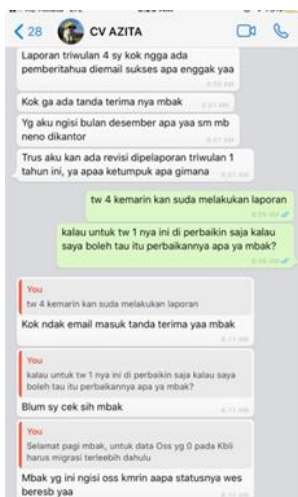 28
CV AZITA
Laporan triwulan 4 sy kok ngga ada
pemberitahua diemail sukses apa enggak yaa
Kok ga ada tanda terima nya mbak
8.01 AM
Yg aku ngisi bulan desember apa yaa sm mb
neno dikantor
Trus aku kan ada revisi dipelaporan triwulan 1
tahun ini, ya apaa ketumpuk apa gimana
tw 4 kemarin kan suda melakukan laporan
kalau untuk tw 1 nya ini di perbaikin saja kalau
saya boleh tau itu perbaikannya apa ya mbak?
You
tw 4 kemarin kan suda melakukan laporan
Kok ndak email masuk tanda terima yaa mbak
You
kalau untuk tw 1 nya ini di perbaikin saja kalau saya
boleh tau itu perbaikannya apa ya mbak?
Blum sy cek sih mbak
You
Selamat pagi mbak, untuk data Oss yg 0 pada Kbli
harus migrasi terleebih dahulu
Mbak yg ini ngisi oss kmrin aapa statusnya wes
beresb yaa